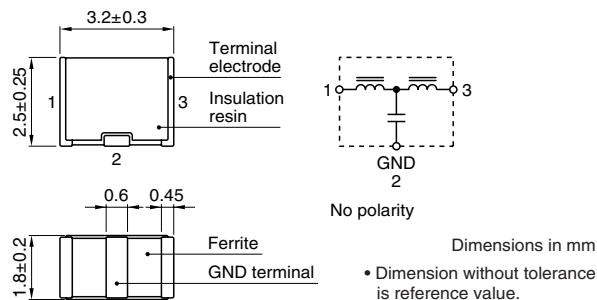 3.2±0.3
2.5±0.25
1
3
2
Terminal
electrode
Insulation
resin
1
3
GND
2
No polarity
0.6
0.45
1.8±0.2
Ferrite
GND terminal
Dimensions in mm
• Dimension without tolerance
is reference value.